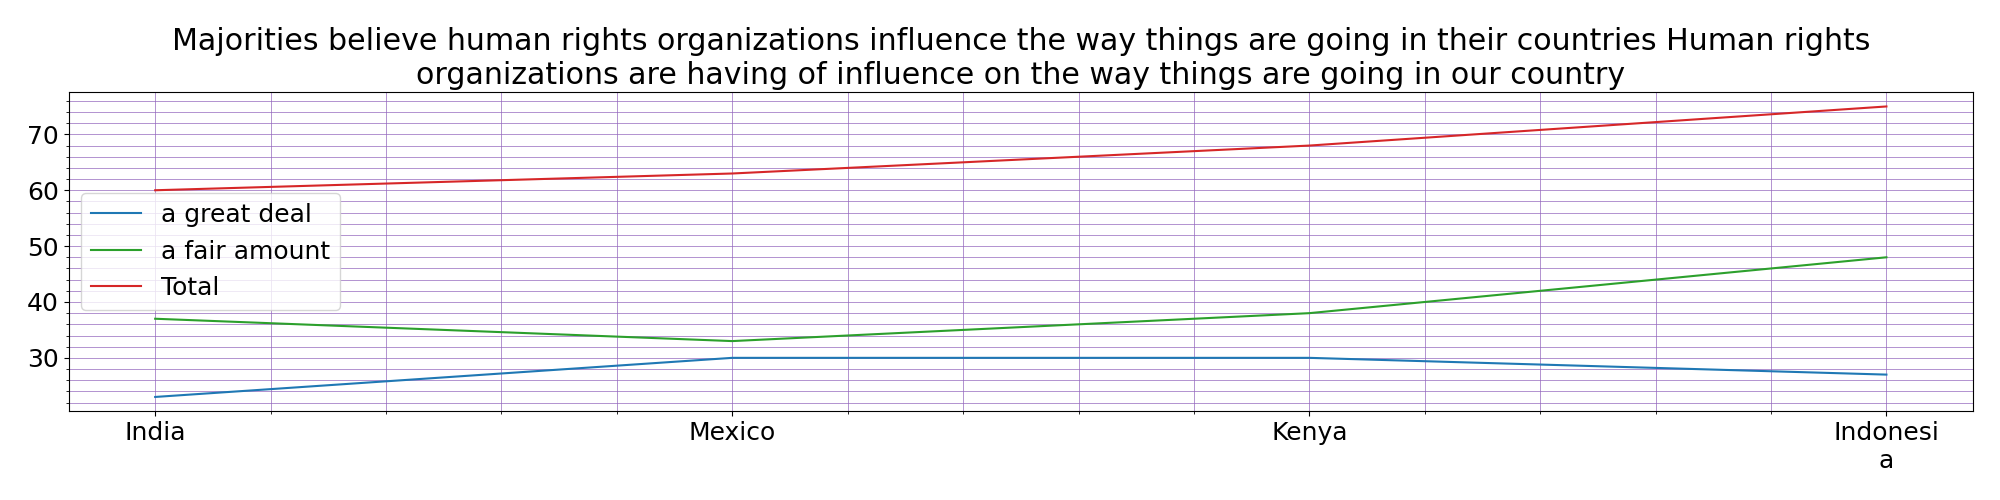 Majorities believe human rights organizations influence the way things are going in their countries Human rights
organizations are having of influence on the way things are going in our country
70
60
50
40
30
a great deal
a fair amount
Total
India
Mexico
Kenya
Indonesi
a